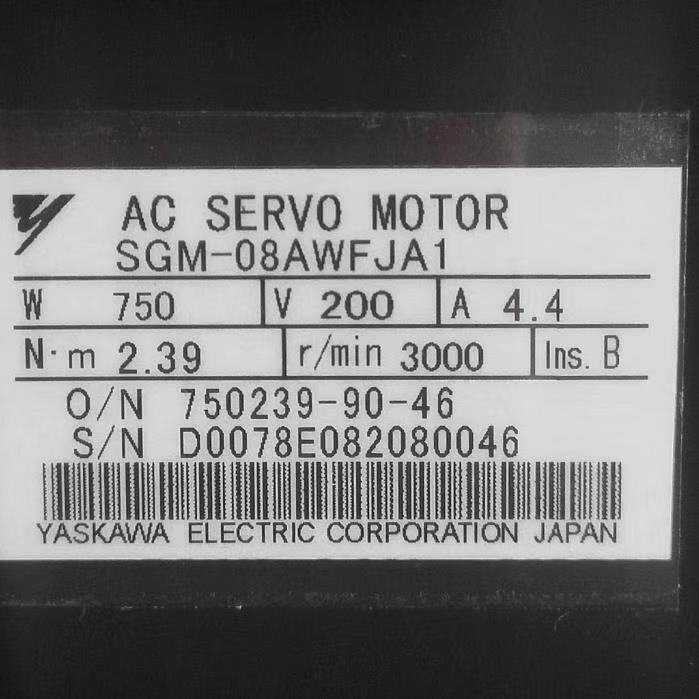 AC SERVO MOTOR
SGM-08AWFJA1
W 750 V 200 A 4.4
N·m 2.39 r/min 3000 Ins. B
O/N 750239-90-46
S/N D0078E082080046
YASKAWA ELECTRIC CORPORATION JAPAN